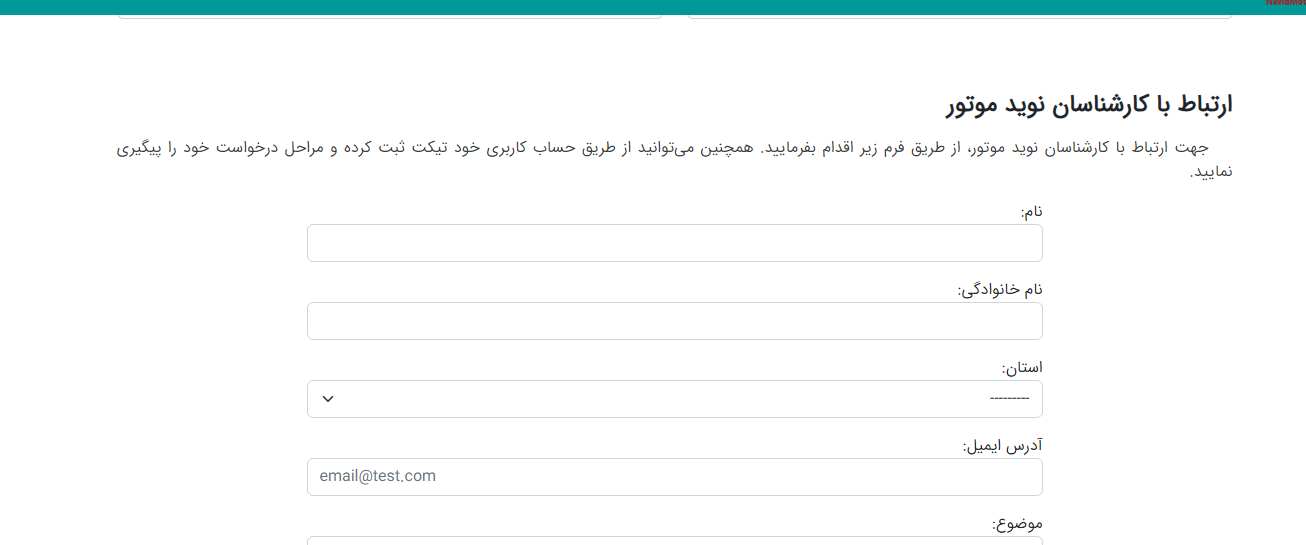 ارتباط با کارشناسان نوید موتور
جهت ارتباط با کارشناسان نوید موتور، از طریق فرم زیر اقدام بفرمایید. همچنین می‌توانید از طریق حساب کاربری خود تیکت ثبت کرده و مراحل درخواست خود را پیگیری
نمایید.
نام:
نام خانوادگی:
استان:
---------
آدرس ایمیل:
email@test.com
موضوع: